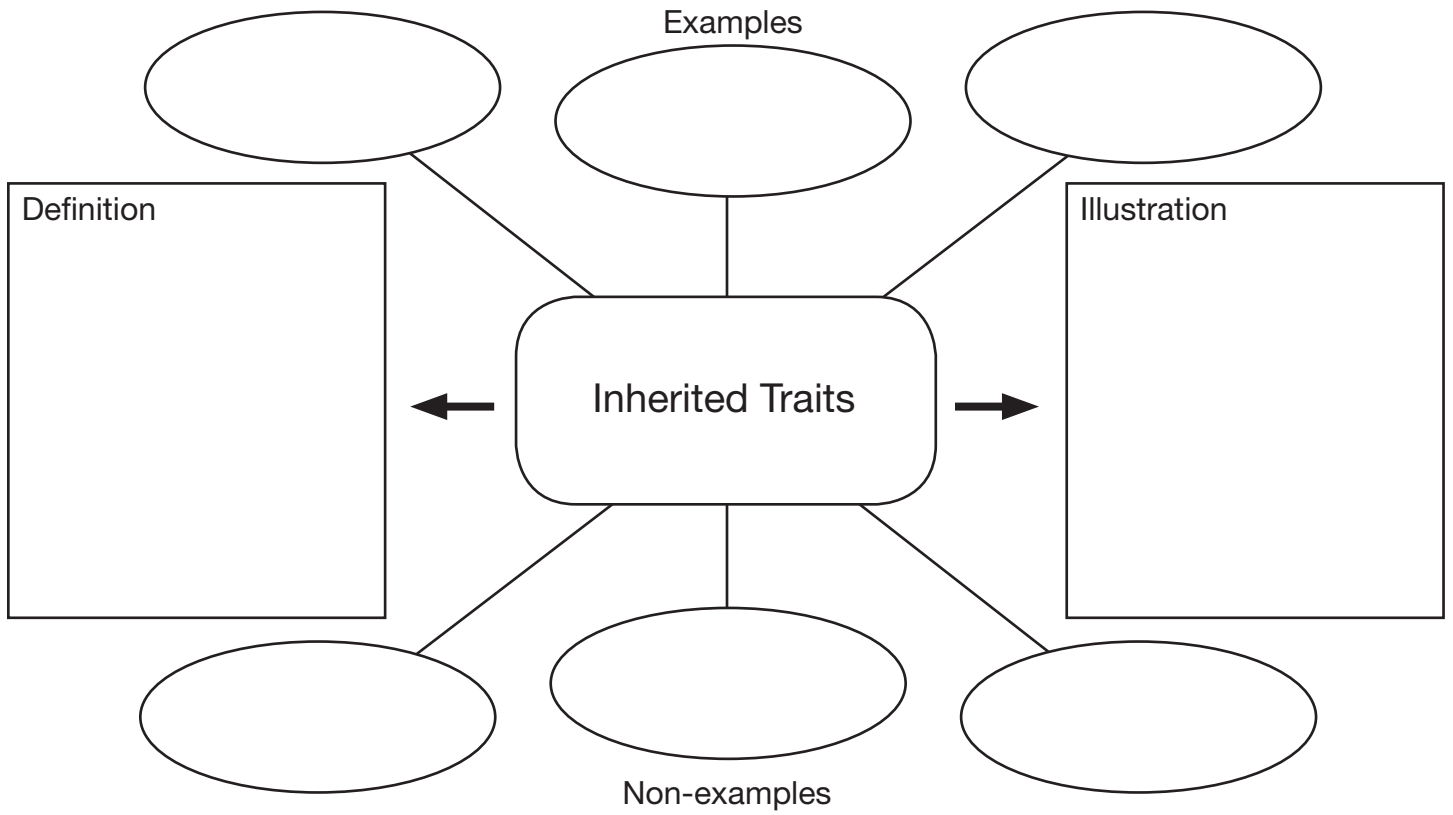 Examples
Definition
Illustration
Inherited Traits
Non-examples